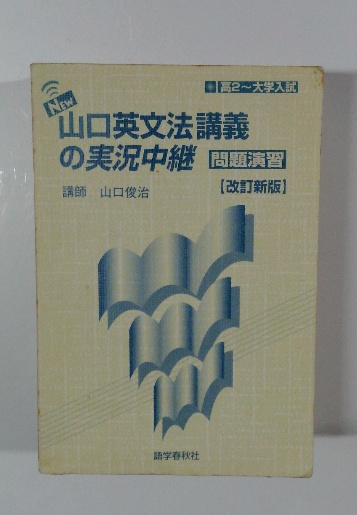 高2～大学入試
NEW
山口英文法講義
の実況中継 問題演習
【改訂新版】
講師 山口俊治
語学春秋社